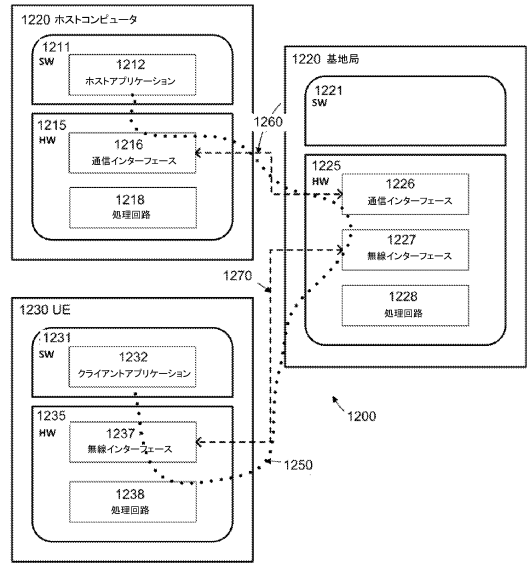 1220 ホストコンピュータ
1211
SW
1212
ホストアプリケーション
1215
HW
1216
通信インターフェース
1218
処理回路
1260
1220 基地局
1221
SW
1225
HW
1226
通信インターフェース
1227
無線インターフェース
1228
処理回路
1270
1230 UE
1231
SW
1232
クライアントアプリケーション
1235
HW
1237
無線インターフェース
1238
処理回路
1250
1200